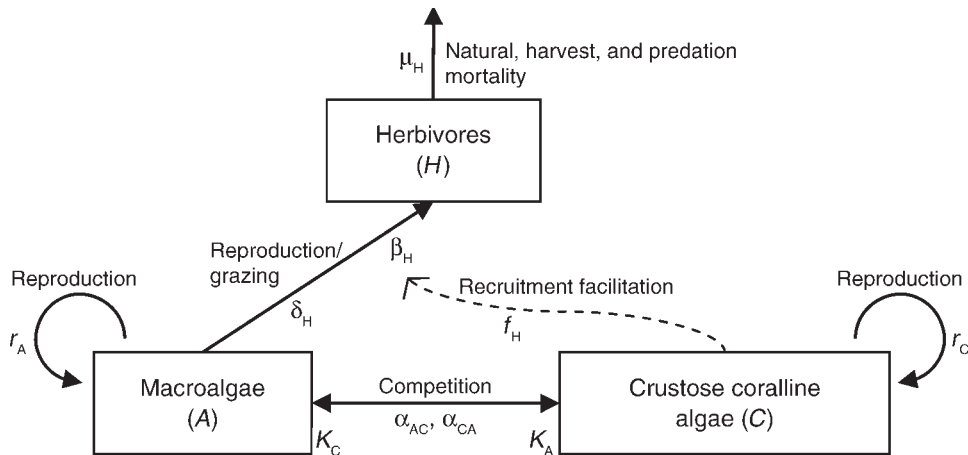 μH
Natural, harvest, and predation
mortality
Herbivores
(H)
Reproduction/
grazing
βH
δH
Recruitment facilitation
fH
Reproduction
rA
Reproduction
rC
Macroalgae
(A)
Competition
αAC, αCA
KC
KA
Crustose coralline
algae (C)